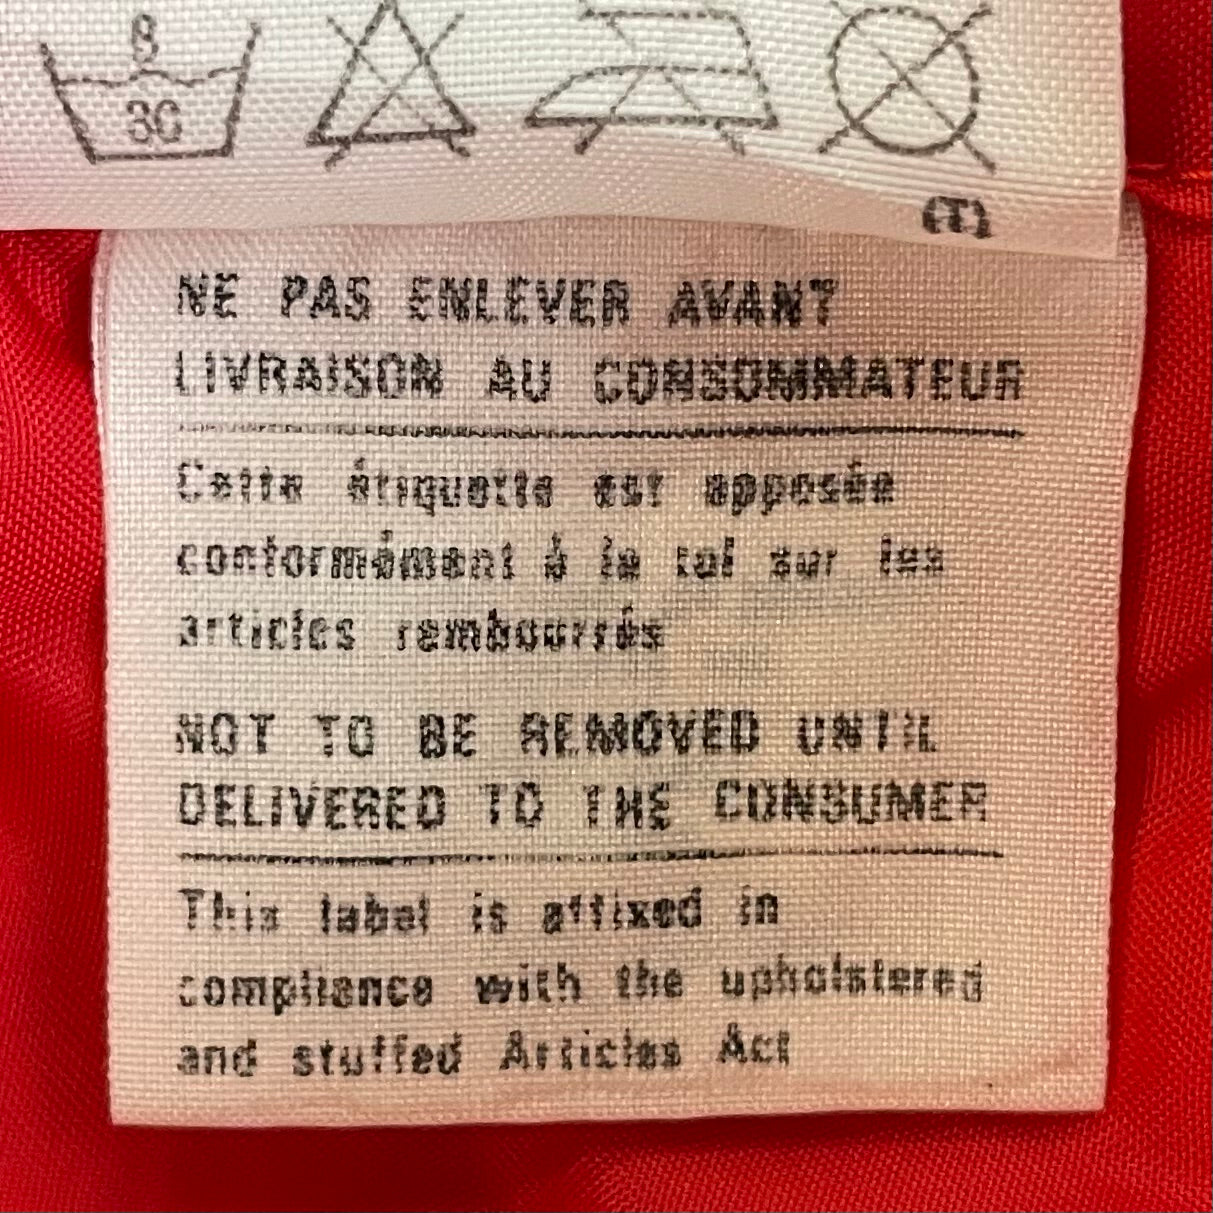 8
30
(T)
NE PAS ENLEVER AVANT
LIVRAISON AU CONSOMMATEUR
Cette étiquette est apposée
conformément à la loi sur les
articles rembourrés
NOT TO BE REMOVED UNTIL
DELIVERED TO THE CONSUMER
This label is affixed in
compliance with the upholstered
and stuffed Articles Act